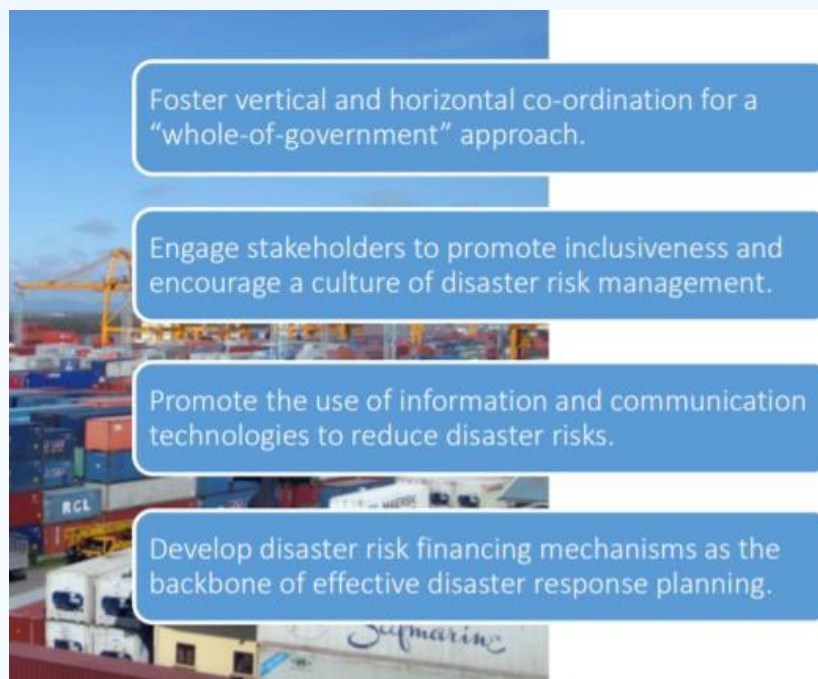 Foster vertical and horizontal co-ordination for a
“whole-of-government” approach.
Engage stakeholders to promote inclusiveness and
encourage a culture of disaster risk management.
Promote the use of information and communication
technologies to reduce disaster risks.
RCL
MAERSK
Develop disaster risk financing mechanisms as the
backbone of effective disaster response planning.
Safmarine